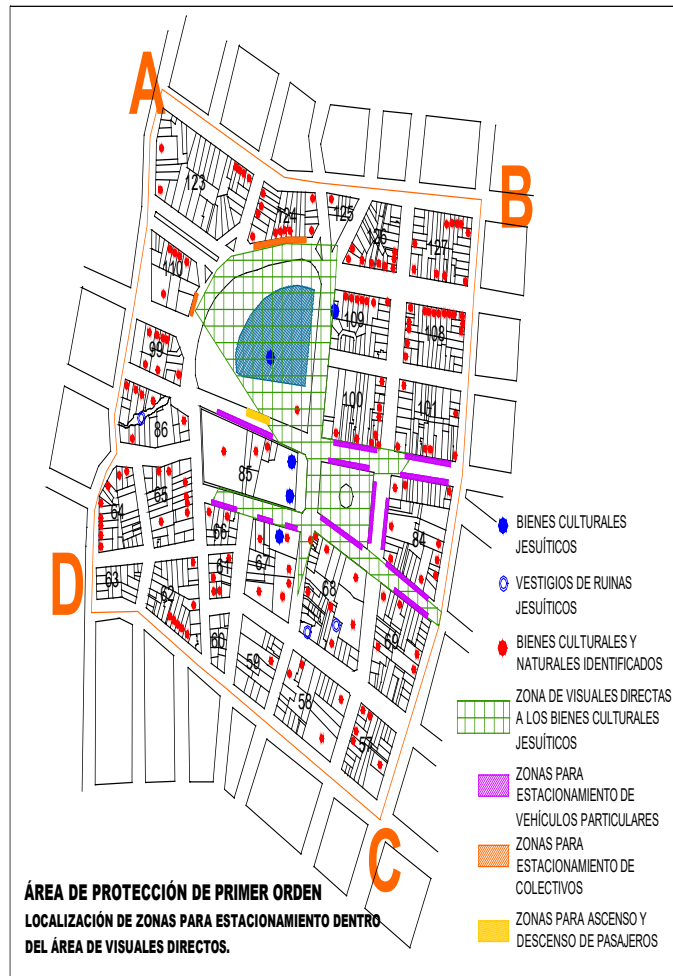 A
B
123
124
125
126
127
110
109
108
99
100
101
86
85
65
64
66
84
67
61
63
62
68
69
60
59
58
57
D
C
BIENES CULTURALES
JESUÍTICOS
VESTIGIOS DE RUINAS
JESUÍTICOS
BIENES CULTURALES Y
NATURALES IDENTIFICADOS
ZONA DE VISUALES DIRECTAS
A LOS BIENES CULTURALES
JESUÍTICOS
ZONAS PARA
ESTACIONAMIENTO DE
VEHÍCULOS PARTICULARES
ZONAS PARA
ESTACIONAMIENTO DE
COLECTIVOS
ZONAS PARA ASCENSO Y
DESCENSO DE PASAJEROS
ÁREA DE PROTECCIÓN DE PRIMER ORDEN
LOCALIZACIÓN DE ZONAS PARA ESTACIONAMIENTO DENTRO
DEL ÁREA DE VISUALES DIRECTOS.